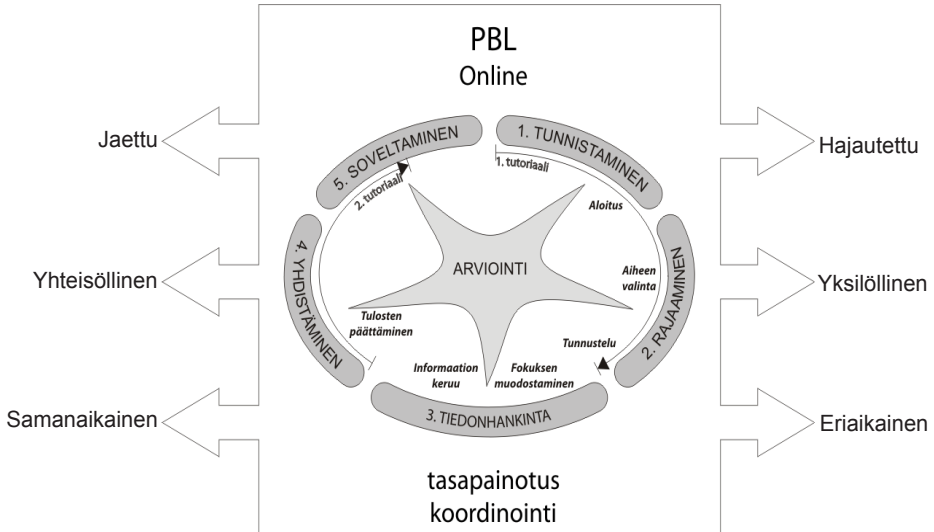 PBL
Online
Jaettu
Hajautettu
Yhteisöllinen
Yksilöllinen
Samanaikainen
Eriaikainen
1. TUNNISTAMINEN
1. tutoriaali
Aloitus
2. RAJAAMINEN
Aiheen
valinta
Tunnustelu
3. TIEDONHANKINTA
Fokuksen
muodostaminen
Informaation
keruu
4. YHDISTÄMINEN
Tulosten
päättäminen
5. SOVELTAMINEN
2. tutoriaali
ARVIOINTI
tasapainotus
koordinointi